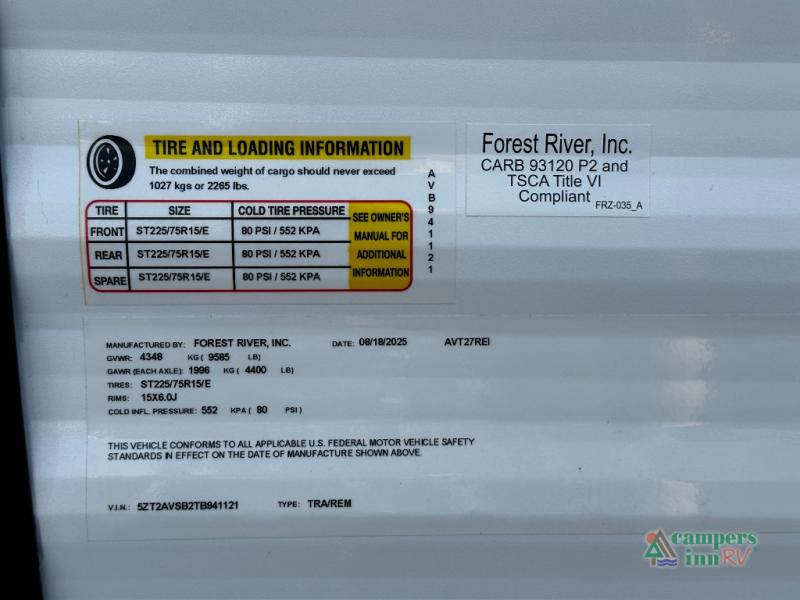 TIRE AND LOADING INFORMATION
The combined weight of cargo should never exceed
1027 kgs or 2265 lbs.
TIRE SIZE COLD TIRE PRESSURE SEE OWNER'S MANUAL FOR ADDITIONAL INFORMATION
FRONT ST225/75R15/E 80 PSI / 552 KPA
REAR ST225/75R15/E 80 PSI / 552 KPA
SPARE ST225/75R15/E 80 PSI / 552 KPA
AVB941121
Forest River, Inc.
CARB 93120 P2 and
TSCA Title VI
Compliant
FRZ-035_A
MANUFACTURED BY: FOREST RIVER, INC. DATE: 08/18/2025 AVT27REI
GVWR: 4348 KG ( 9585 LB)
GAWR (EACH AXLE): 1996 KG ( 4400 LB)
TIRES: ST225/75R15/E
RIMS: 15X6.0J
COLD INFL. PRESSURE: 552 KPA ( 80 PSI )
THIS VEHICLE CONFORMS TO ALL APPLICABLE U.S. FEDERAL MOTOR VEHICLE SAFETY
STANDARDS IN EFFECT ON THE DATE OF MANUFACTURE SHOWN ABOVE.
V.I.N.: 5ZT2AVSB2TB941121 TYPE: TRA/REM
campers
inn RV